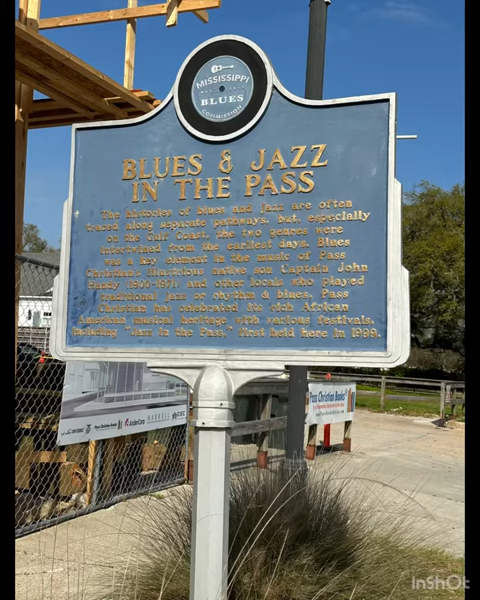 MISSISSIPPI
BLUES
COMMISSION
BLUES & JAZZ
IN THE PASS
The histories of blues and jazz are often
traced along separate pathways, but, especially
on the Gulf Coast, the two genres were
intertwined from the earliest days. Blues
was a key element in the music of Pass
Christian's illustrious native son Captain John
Handy (1900-1971) and other locals who played
traditional jazz or rhythm & blues. Pass
Christian has celebrated its rich African
American musical heritage with various festivals,
including "Jazz in the Pass," first held here in 1999.
Pass Christian Books
InShOt